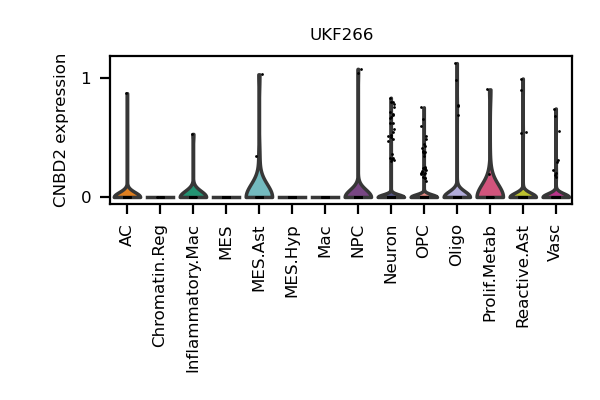 UKF266
CNBD2 expression
1
0
AC
Chromatin.Reg
Inflammatory.Mac
MES
MES.Ast
MES.Hyp
Mac
NPC
Neuron
OPC
Oligo
Prolif.Metab
Reactive.Ast
Vasc